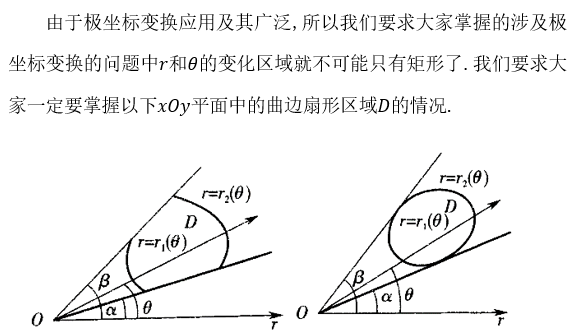 由于极坐标变换应用及其广泛,所以我们要求大家掌握的涉及极
坐标变换的问题中r和θ的变化区域就不可能只有矩形了.我们要求大
家一定要掌握以下xOy平面中的曲边扇形区域D的情况.
r=r₂(θ)
D
r=r₁(θ)
β
α
θ
O
r
r=r₂(θ)
D
r=r₁(θ)
β
α
θ
O
r